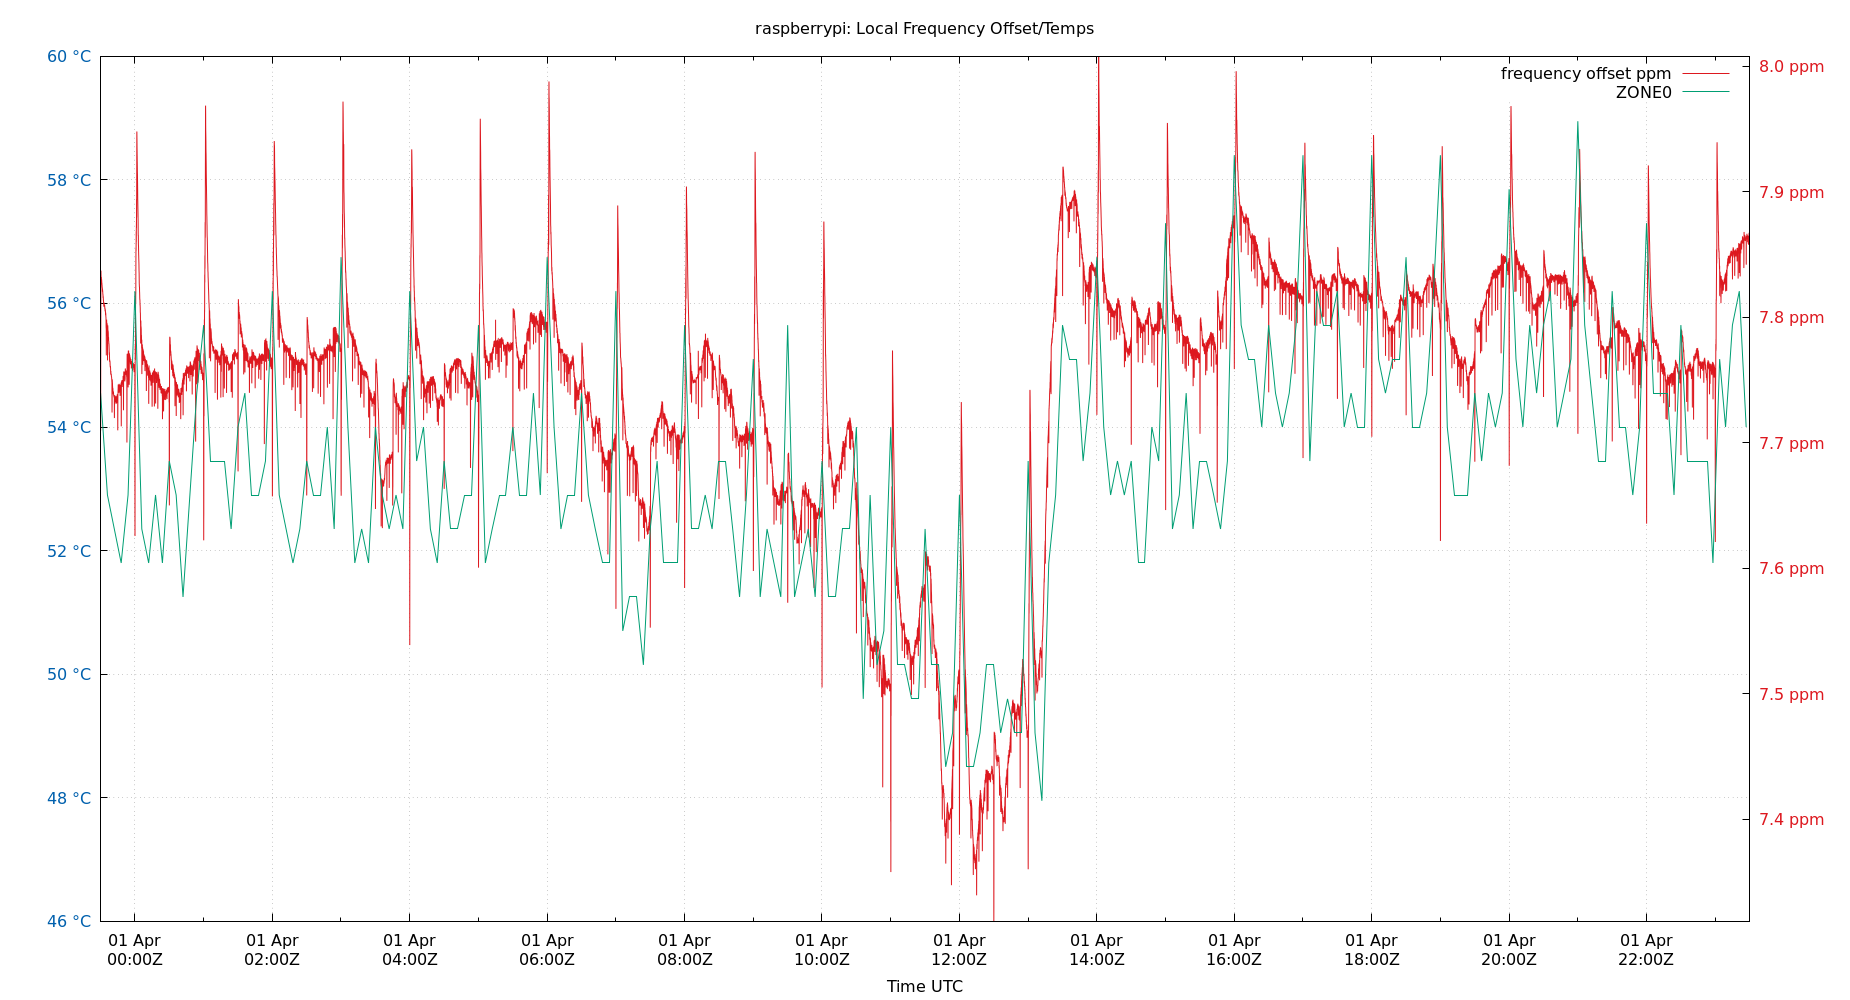 raspberrypi: Local Frequency Offset/Temps
60 °C
58 °C
56 °C
54 °C
52 °C
50 °C
48 °C
46 °C
frequency offset ppm
ZONE0
8.0 ppm
7.9 ppm
7.8 ppm
7.7 ppm
7.6 ppm
7.5 ppm
7.4 ppm
01 Apr 01 Apr 01 Apr 01 Apr 01 Apr 01 Apr 01 Apr 01 Apr 01 Apr 01 Apr 01 Apr 01 Apr
00:00Z 02:00Z 04:00Z 06:00Z 08:00Z 10:00Z 12:00Z 14:00Z 16:00Z 18:00Z 20:00Z 22:00Z
Time UTC